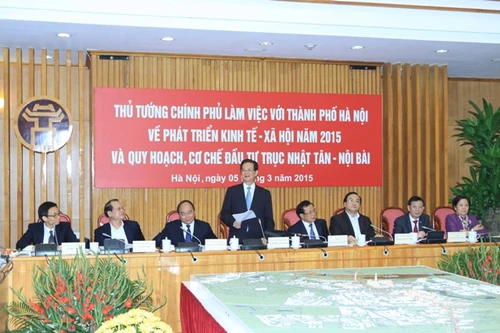 THỦ TƯỚNG CHÍNH PHỦ LÀM VIỆC VỚI THÀNH PHỐ HÀ NỘI
VỀ PHÁT TRIỂN KINH TẾ - XÃ HỘI NĂM 2015
VÀ QUY HOẠCH, CƠ CHẾ ĐẦU TƯ TRỤC NHẬT TÂN - NỘI BÀI
Hà Nội, ngày 05 tháng 3 năm 2015